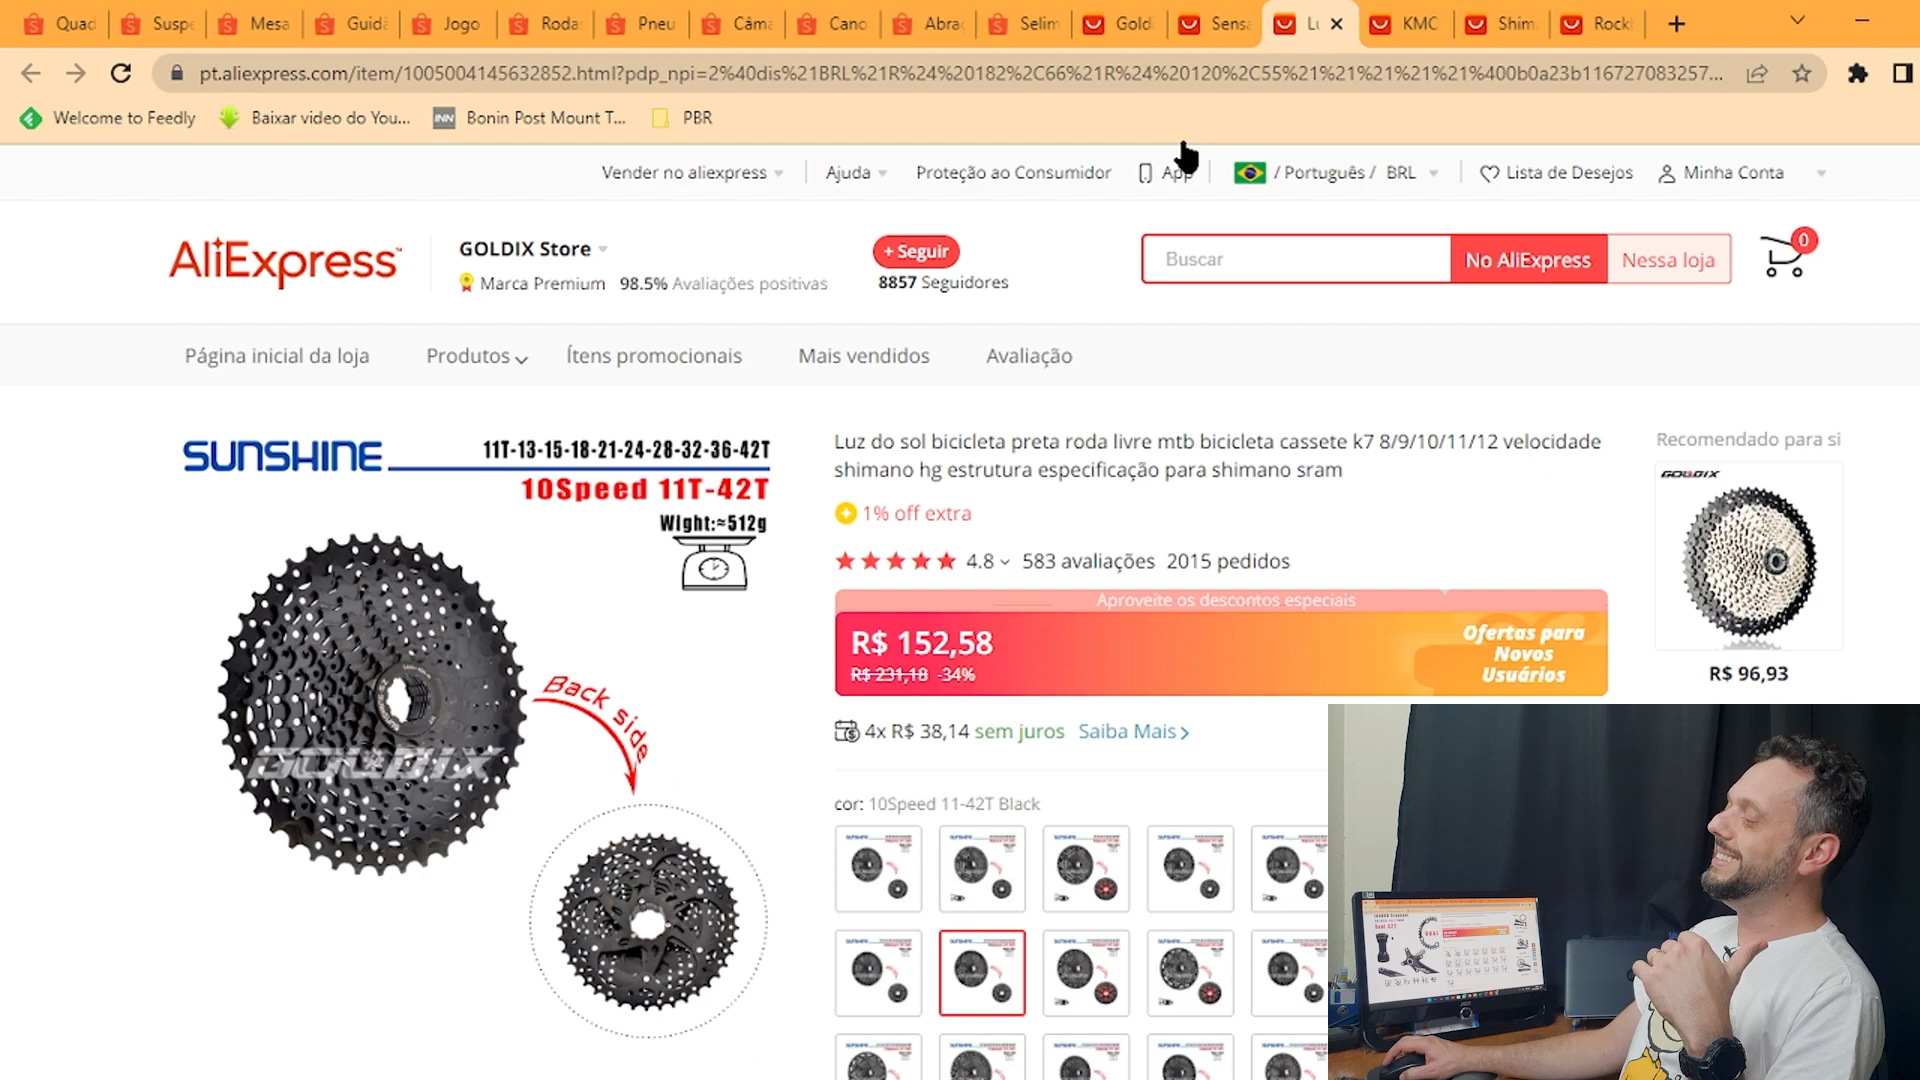 Quad
Suspe
Mesa
Guidã
Jogo
Roda
Pneu
Câma
Cano
Abra
Selim
Goldi
Sensa
Lu
KMC
Shim
Rock
pt.aliexpress.com/item/1005004145632852.html?pdp_npi=2%40dis%21BRL%21R%24%20182%2C66%21R%24%20120%2C55%21%21%21%21%21%400b0a23b116727083257...
Welcome to Feedly
Baixar video do You...
INN
Bonin Post Mount T...
PBR
Vender no aliexpress
Ajuda
Proteção ao Consumidor
App
/ Português / BRL
Lista de Desejos
Minha Conta
AliExpress
GOLDIX Store
Marca Premium 98.5% Avaliações positivas
+ Seguir
8857 Seguidores
Buscar
No AliExpress
Nessa loja
0
Página inicial da loja
Produtos
Ítens promocionais
Mais vendidos
Avaliação
SUNSHINE
11T-13-15-18-21-24-28-32-36-42T
10Speed 11T-42T
Wight:≈512g
Back side
GOLDIX
Luz do sol bicicleta preta roda livre mtb bicicleta cassete k7 8/9/10/11/12 velocidade
shimano hg estrutura especificação para shimano sram
1% off extra
4.8
583 avaliações
2015 pedidos
Aproveite os descontos especiais
R$ 152,58
R$ 231,18 -34%
Ofertas para
Novos
Usuários
4x R$ 38,14 sem juros Saiba Mais
cor: 10Speed 11-42T Black
Recomendado para si
GOLDIX
R$ 96,93